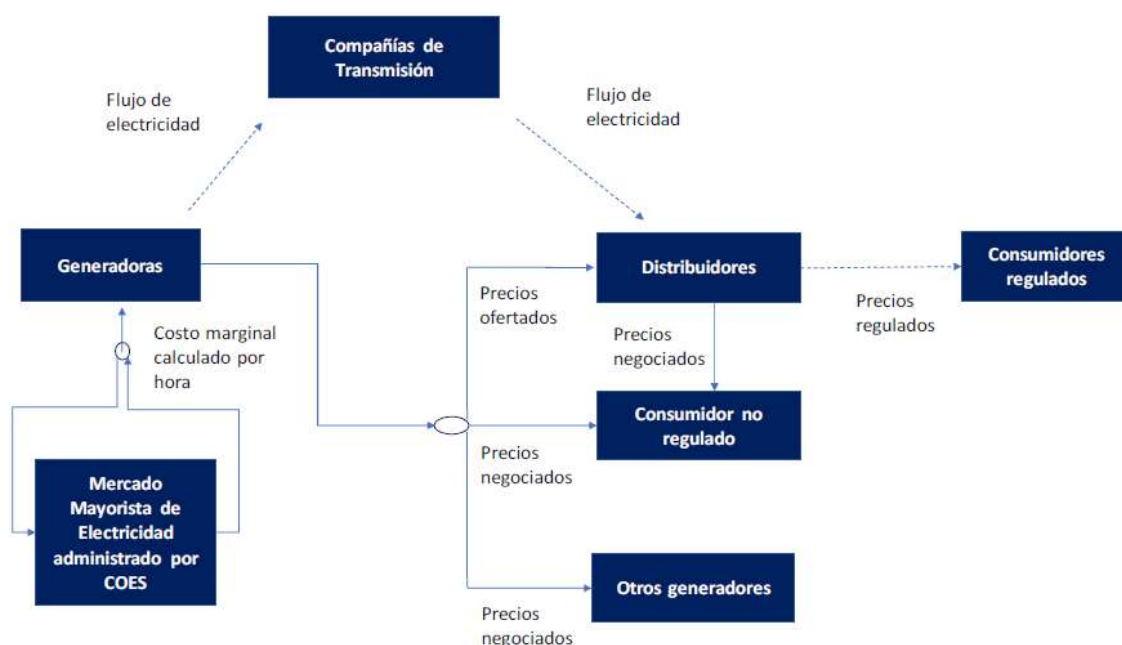 Compañías de
Transmisión
Flujo de
electricidad
Flujo de
electricidad
Generadoras
Distribuidores
Consumidores
regulados
Precios
ofertados
Precios
negociados
Precios
regulados
Costo marginal
calculado por
hora
Consumidor no
regulado
Precios
negociados
Mercado
Mayorista de
Electricidad
administrado por
COES
Otros generadores
Precios
negociados